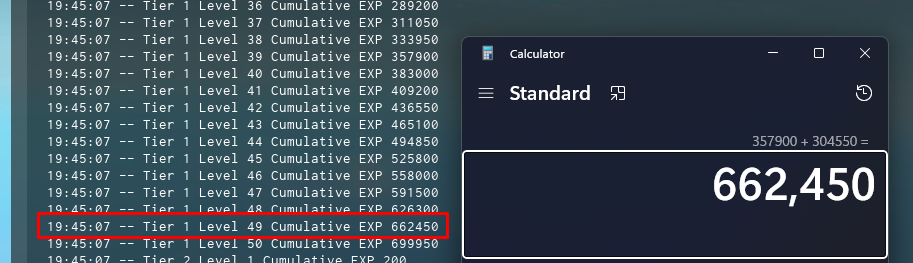 19:45:07 -- Tier 1 Level 36 Cumulative EXP 289200
19:45:07 -- Tier 1 Level 37 Cumulative EXP 311050
19:45:07 -- Tier 1 Level 38 Cumulative EXP 333950
19:45:07 -- Tier 1 Level 39 Cumulative EXP 357900
19:45:07 -- Tier 1 Level 40 Cumulative EXP 383000
19:45:07 -- Tier 1 Level 41 Cumulative EXP 409200
19:45:07 -- Tier 1 Level 42 Cumulative EXP 436550
19:45:07 -- Tier 1 Level 43 Cumulative EXP 465100
19:45:07 -- Tier 1 Level 44 Cumulative EXP 494850
19:45:07 -- Tier 1 Level 45 Cumulative EXP 525800
19:45:07 -- Tier 1 Level 46 Cumulative EXP 558000
19:45:07 -- Tier 1 Level 47 Cumulative EXP 591500
19:45:07 -- Tier 1 Level 48 Cumulative EXP 626300
19:45:07 -- Tier 1 Level 49 Cumulative EXP 662450
19:45:07 -- Tier 1 Level 50 Cumulative EXP 699950
19:45:07 -- Tier 2 Level 1 Cumulative EXP 200
Calculator
Standard
357900 + 304550 =
662,450